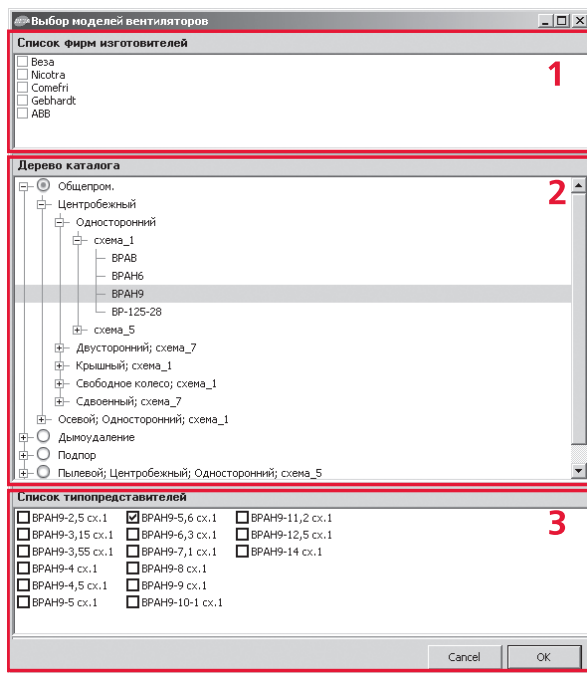 ВЕЗА Выбор моделей вентиляторов
Список фирм изготовителей
1
Веза
Nicotra
Comefri
Gebhardt
ABB
Дерево каталога
2
Общепром.
Центробежный
Односторонний
схема_1
ВРАВ
ВРАН6
ВРАН9
ВР-125-28
схема_5
Двусторонний; схема_7
Крышный; схема_1
Свободное колесо; схема_1
Сдвоенный; схема_7
Осевой; Односторонний; схема_1
Дымоудаление
Подпор
Пылевой; Центробежный; Односторонний; схема_5
Список типопредставителей
3
ВРАН9-2,5 сх.1 ВРАН9-5,6 сх.1 ВРАН9-11,2 сх.1
ВРАН9-3,15 сх.1 ВРАН9-6,3 сх.1 ВРАН9-12,5 сх.1
ВРАН9-3,55 сх.1 ВРАН9-7,1 сх.1 ВРАН9-14 сх.1
ВРАН9-4 сх.1 ВРАН9-8 сх.1
ВРАН9-4,5 сх.1 ВРАН9-9 сх.1
ВРАН9-5 сх.1 ВРАН9-10-1 сх.1
Cancel OK